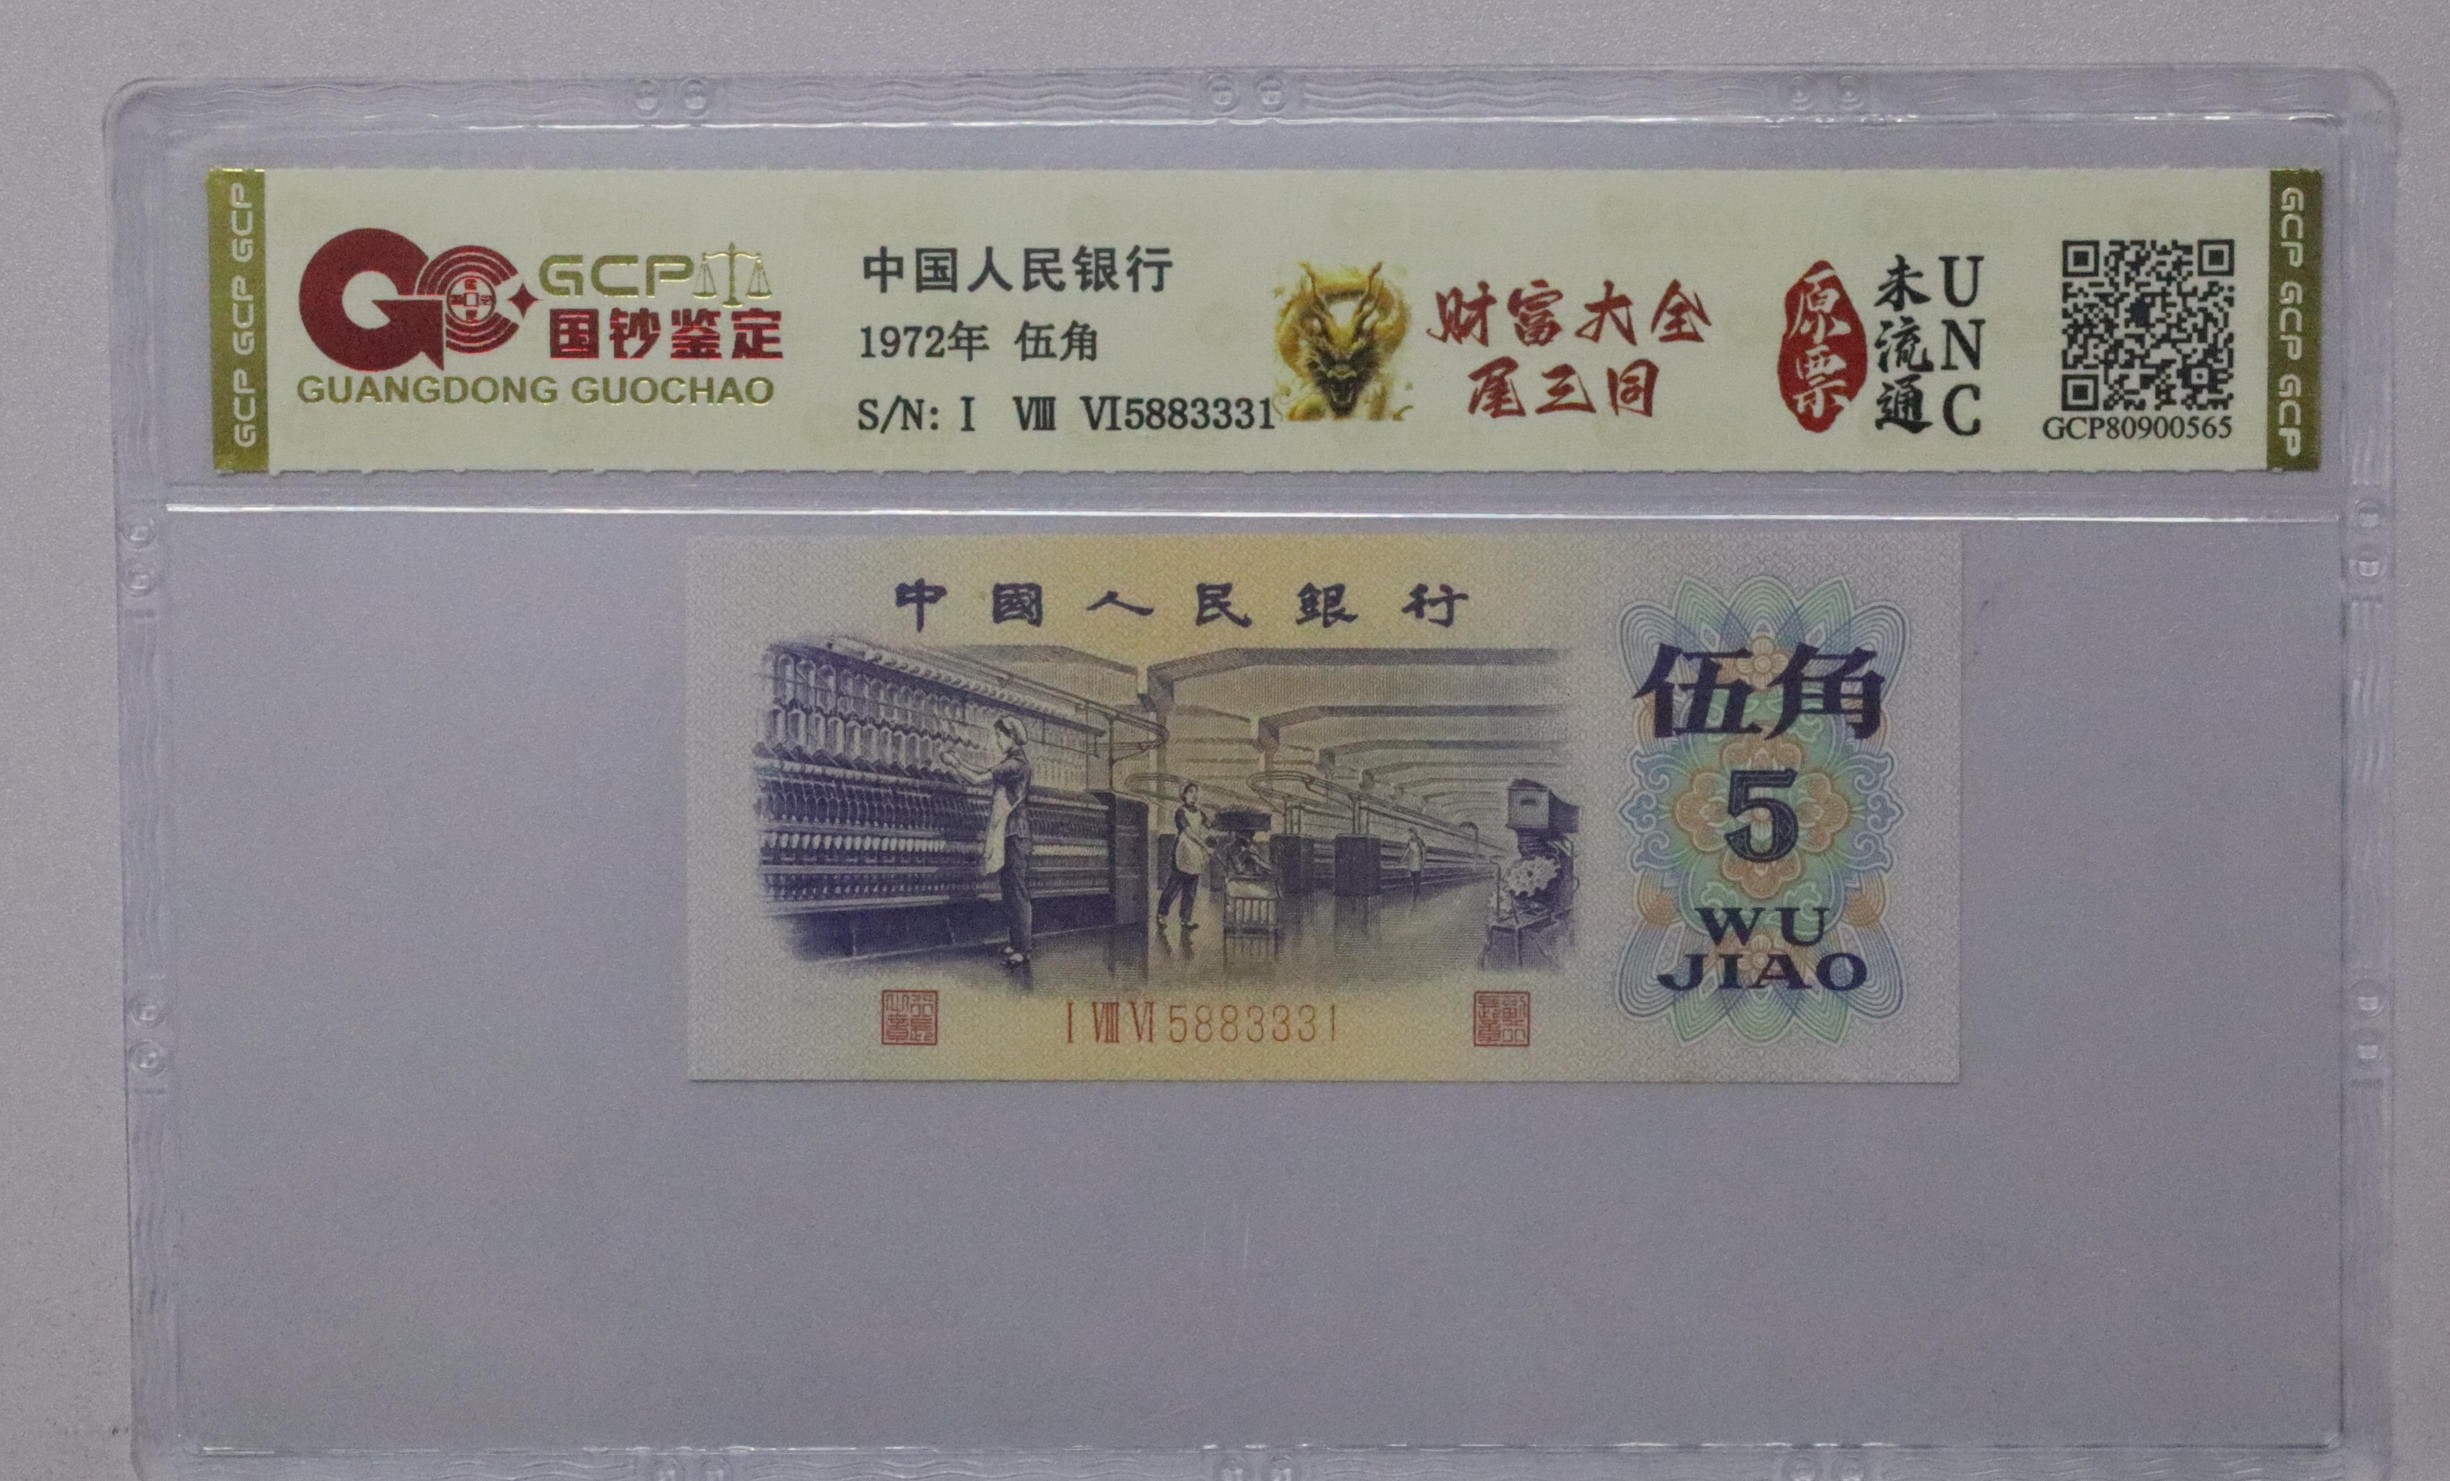 GCP GCP GCP
GCP
国钞鉴定
GUANGDONG GUOCHAO
中国人民银行
1972年 伍角
S/N: I Ⅷ Ⅵ5883331
财富大全
尾三同
原票
未流通
UNC
GCP80900565
GCP GCP GCP
中國人民銀行
伍角
5
WU
JIAO
I Ⅷ Ⅵ 5883331